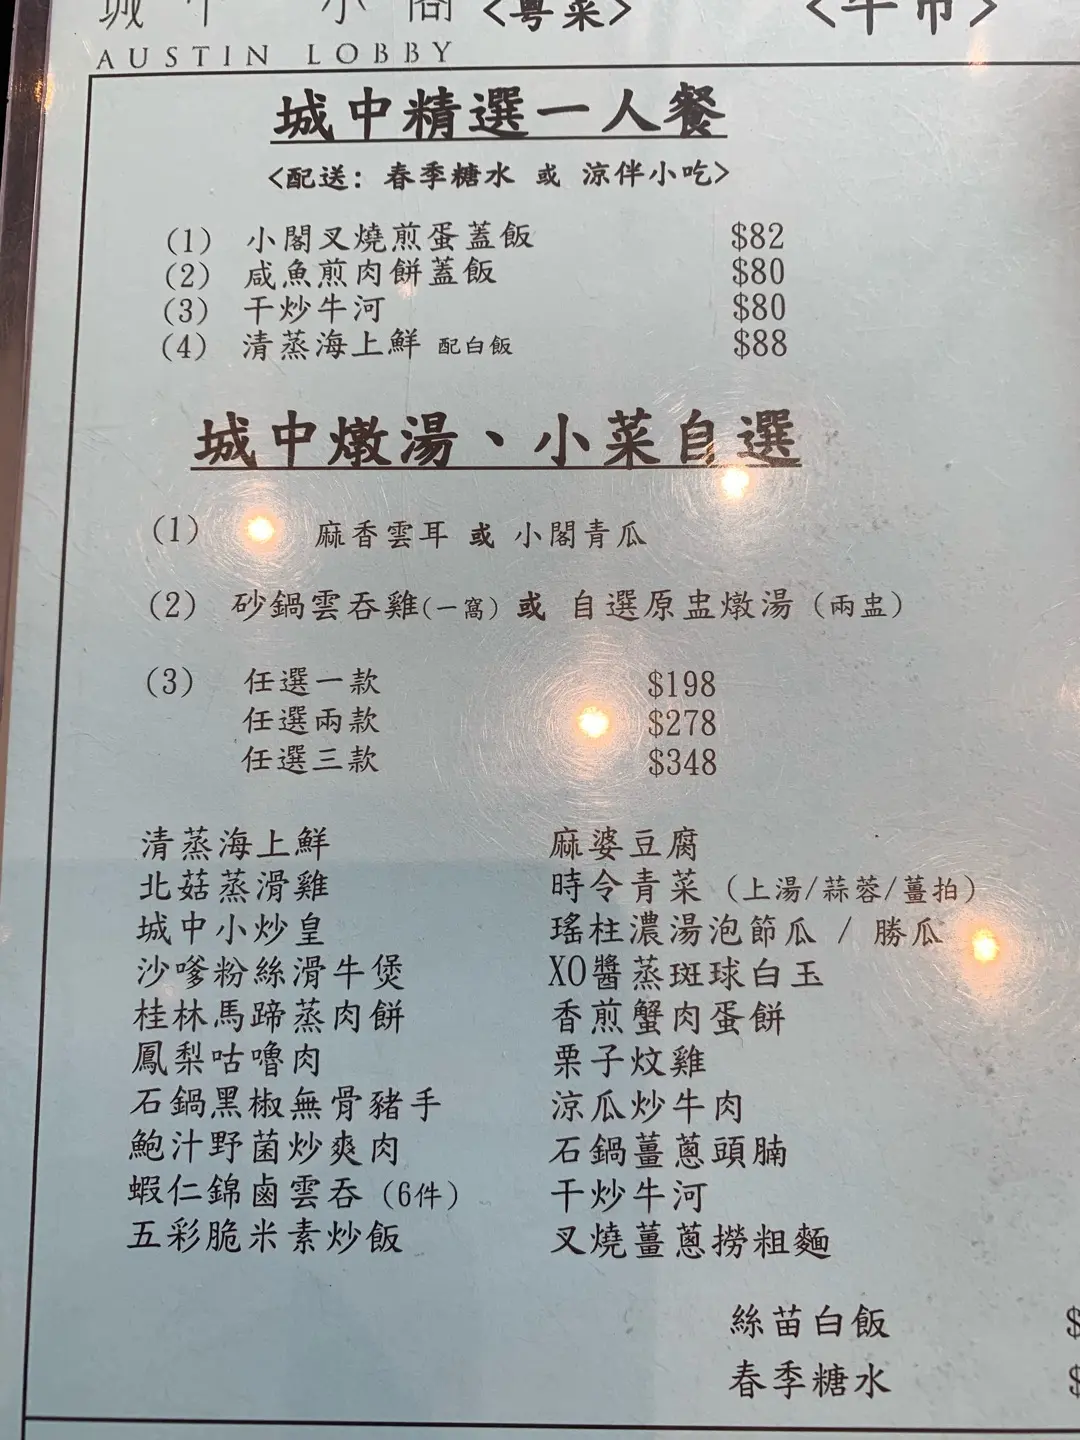 城中小閣 <粵菜> <午市>
AUSTIN LOBBY
城中精選一人餐
<配送: 春季糖水 或 涼伴小吃>
(1) 小閣叉燒煎蛋蓋飯 $82
(2) 咸魚煎肉餅蓋飯 $80
(3) 干炒牛河 $80
(4) 清蒸海上鮮 配白飯 $88
城中燉湯、小菜自選
(1) 麻香雲耳 或 小閣青瓜
(2) 砂鍋雲吞雞(一窩) 或 自選原盅燉湯 (兩盅)
(3) 任選一款 $198
任選兩款 $278
任選三款 $348
清蒸海上鮮 麻婆豆腐
北菇蒸滑雞 時令青菜 (上湯/蒜蓉/薑拍)
城中小炒皇 瑤柱濃湯泡節瓜 / 勝瓜
沙嗲粉絲滑牛煲 XO醬蒸斑球白玉
桂林馬蹄蒸肉餅 香煎蟹肉蛋餅
鳳梨咕嚕肉 栗子炆雞
石鍋黑椒無骨豬手 涼瓜炒牛肉
鮑汁野菌炒爽肉 石鍋薑蔥頭腩
蝦仁錦鹵雲吞 (6件) 干炒牛河
五彩脆米素炒飯 叉燒薑蔥撈粗麵
絲苗白飯 $
春季糖水 $